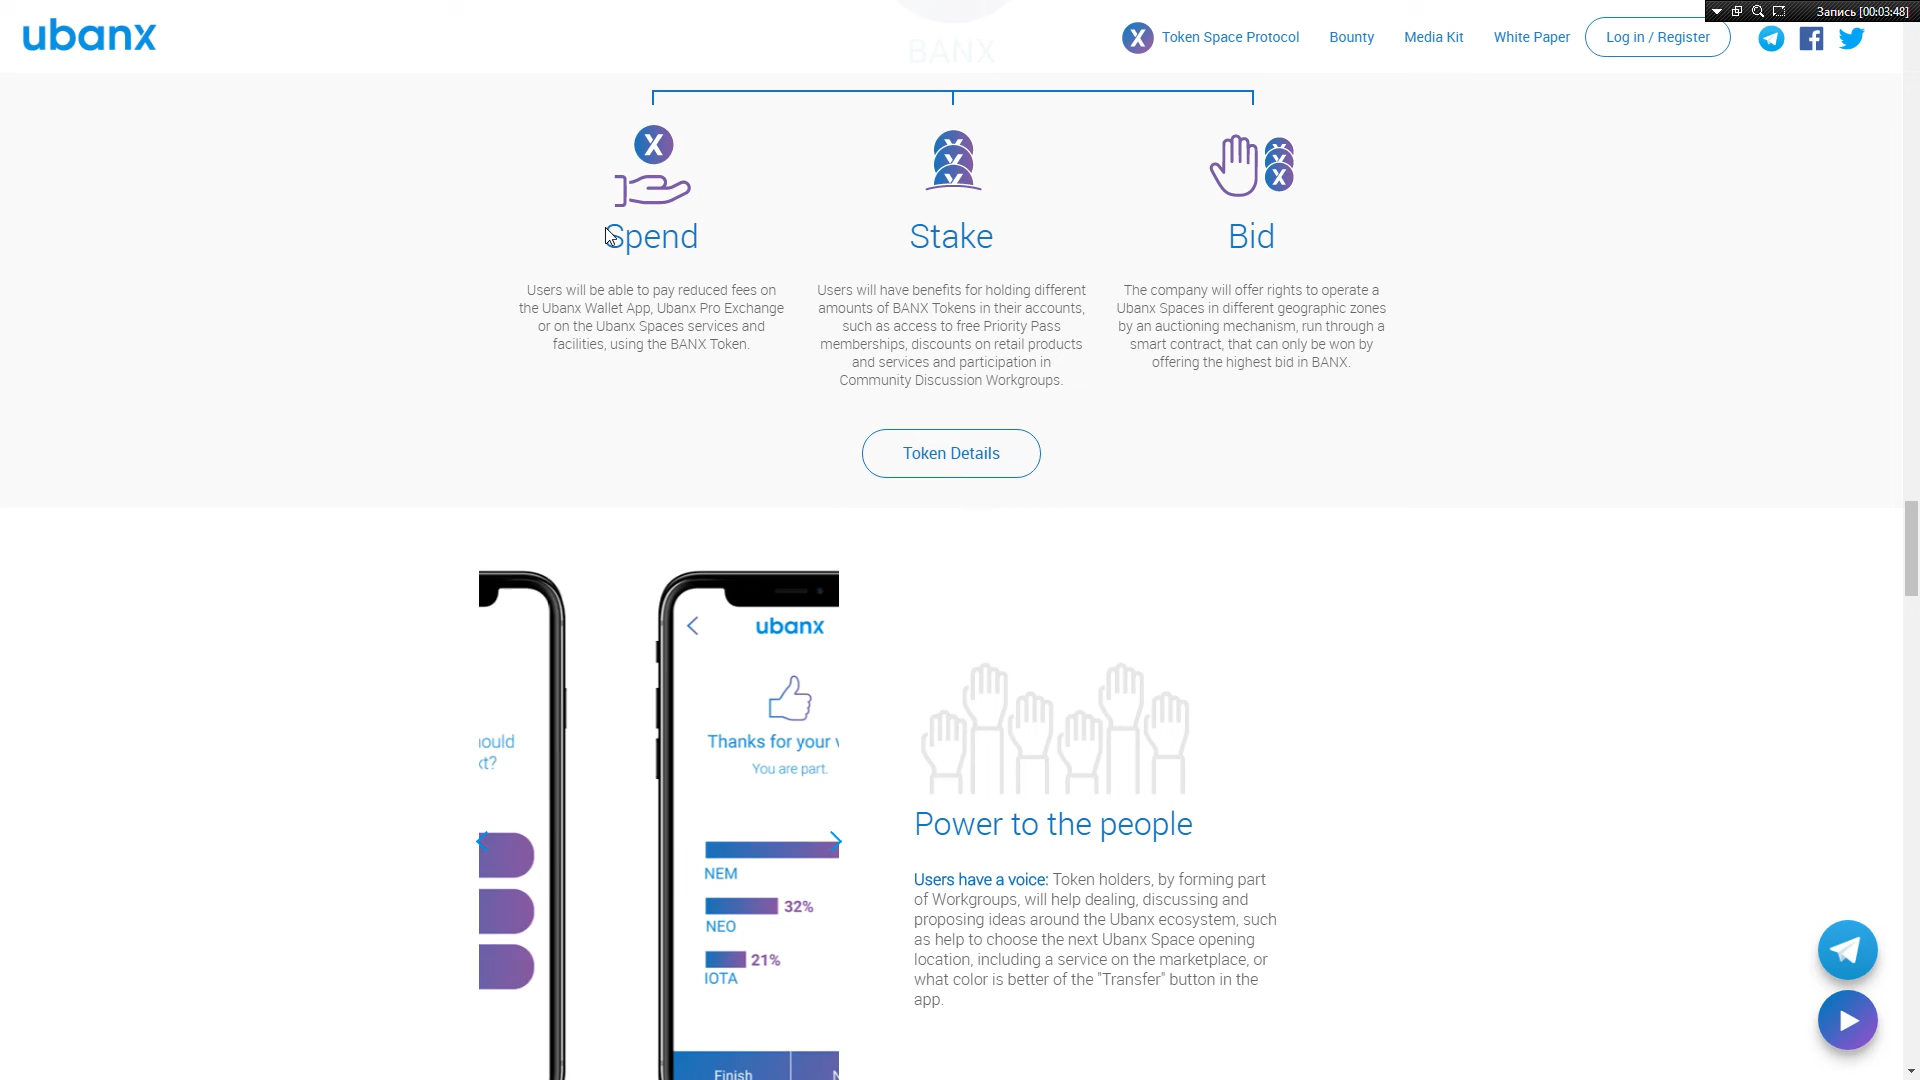 Запись [00:03:48]
ubanx
BANX
Token Space Protocol
Bounty
Media Kit
White Paper
Log in / Register
Spend
Users will be able to pay reduced fees on
the Ubanx Wallet App, Ubanx Pro Exchange
or on the Ubanx Spaces services and
facilities, using the BANX Token.
Stake
Users will have benefits for holding different
amounts of BANX Tokens in their accounts,
such as access to free Priority Pass
memberships, discounts on retail products
and services and participation in
Community Discussion Workgroups.
Bid
The company will offer rights to operate a
Ubanx Spaces in different geographic zones
by an auctioning mechanism, run through a
smart contract, that can only be won by
offering the highest bid in BANX.
Token Details
ould
xt?
ubanx
Thanks for your
You are part.
NEM
32%
NEO
21%
IOTA
Finish
Power to the people
Users have a voice: Token holders, by forming part
of Workgroups, will help dealing, discussing and
proposing ideas around the Ubanx ecosystem, such
as help to choose the next Ubanx Space opening
location, including a service on the marketplace, or
what color is better of the "Transfer" button in the
app.